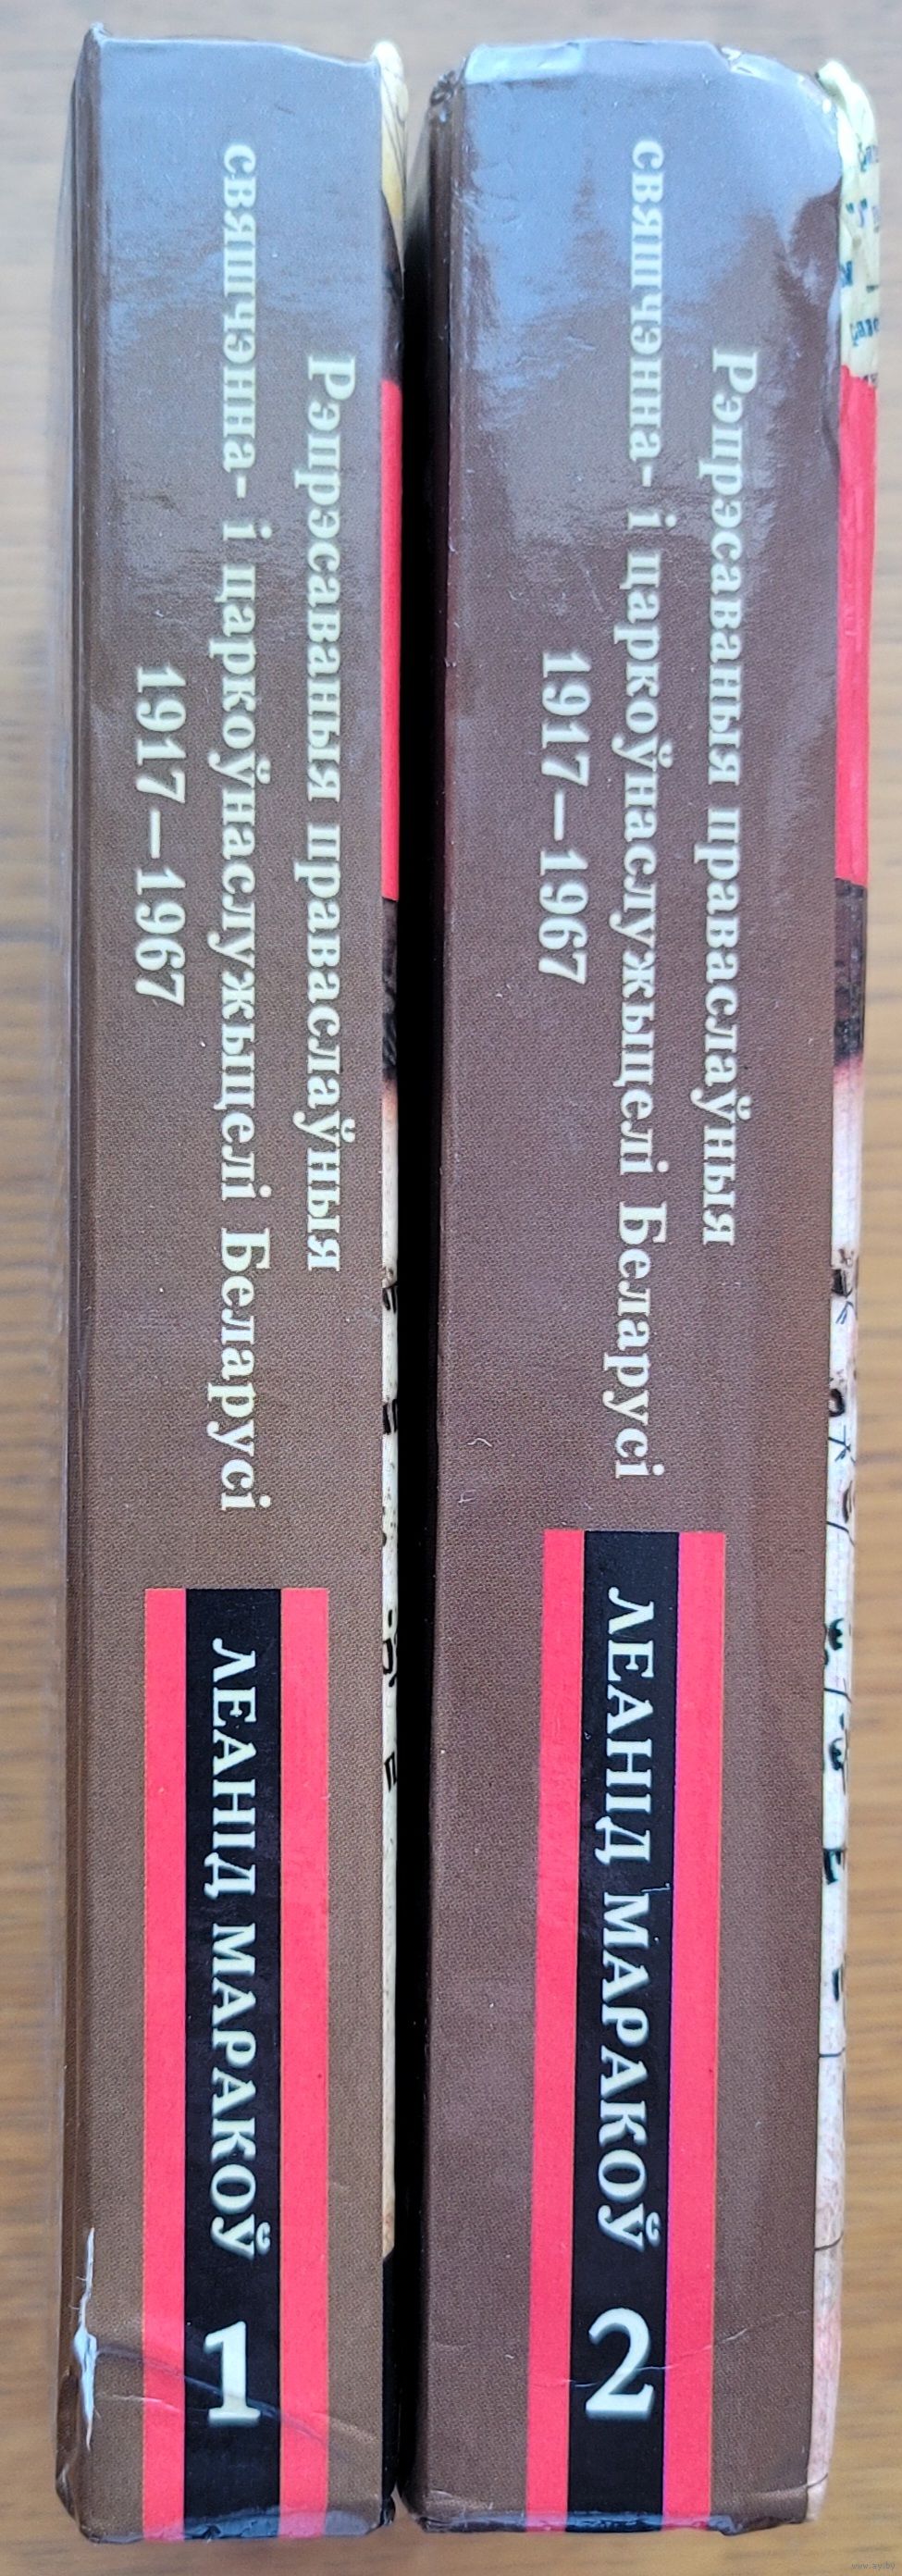 Рэпрэсаваныя праваслаўныя
свяшчэнна- і царкоўнаслужыцелі Беларусі
1917–1967
ЛЕАНІД МАРАКОЎ 1
Рэпрэсаваныя праваслаўныя
свяшчэнна- і царкоўнаслужыцелі Беларусі
1917–1967
ЛЕАНІД МАРАКОЎ 2